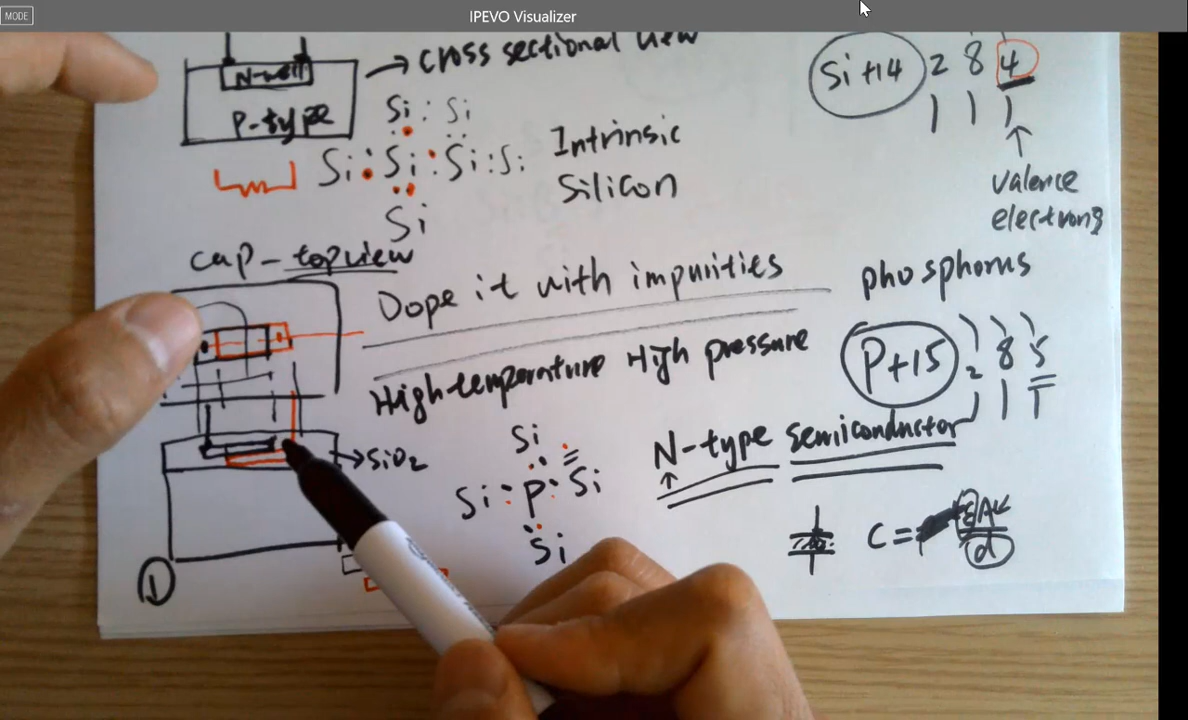 MODE
IPEVO Visualizer
N-well
P-type
cross sectional view
Si : Si
Si : Si : Si : Si
Si
Intrinsic
Silicon
Si +14 2 8 4
valence
electrons
cap - topview
Dope it with impurities
High-temperature High pressure
phosphorus
P+15 2 8 5
N-type semiconductor
SiO2
Si
Si : P : Si
Si
C =
d
1